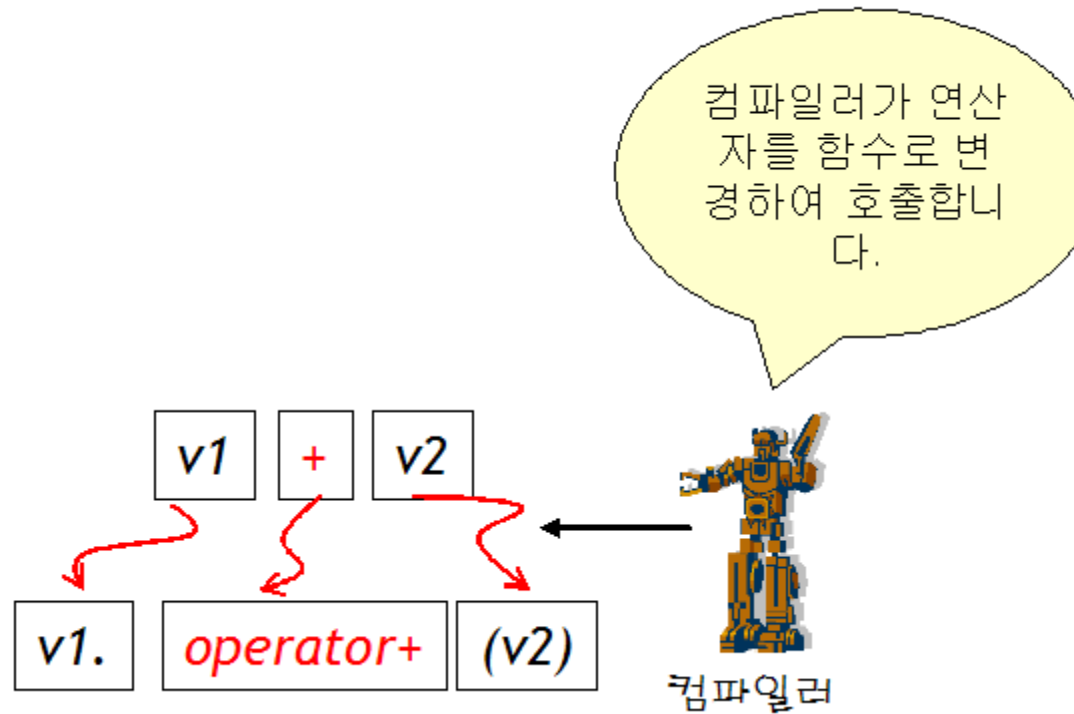 컴파일러가 연산
자를 함수로 변
경하여 호출합니
다.
v1 + v2
v1. operator+ (v2)
컴파일러